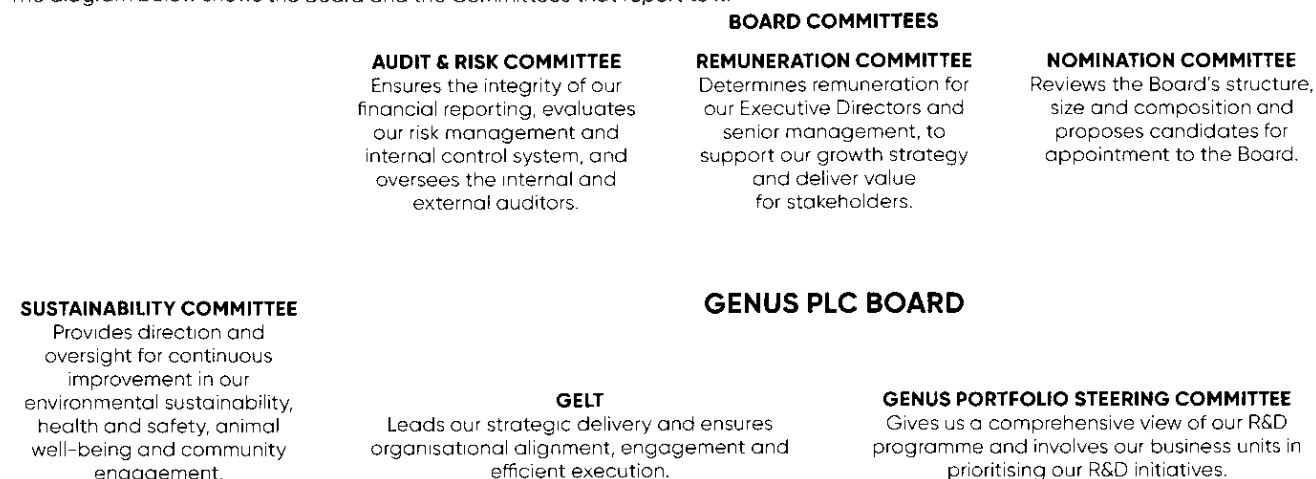 BOARD COMMITTEES
AUDIT & RISK COMMITTEE
Ensures the integrity of our
financial reporting, evaluates
our risk management and
internal control system, and
oversees the internal and
external auditors.
REMUNERATION COMMITTEE
Determines remuneration for
our Executive Directors and
senior management, to
support our growth strategy
and deliver value
for stakeholders.
NOMINATION COMMITTEE
Reviews the Board's structure,
size and composition and
proposes candidates for
appointment to the Board.
GENUS PLC BOARD
SUSTAINABILITY COMMITTEE
Provides direction and
oversight for continuous
improvement in our
environmental sustainability,
health and safety, animal
well-being and community
engagement.
GELT
Leads our strategic delivery and ensures
organisational alignment, engagement and
efficient execution.
GENUS PORTFOLIO STEERING COMMITTEE
Gives us a comprehensive view of our R&D
programme and involves our business units in
prioritising our R&D initiatives.